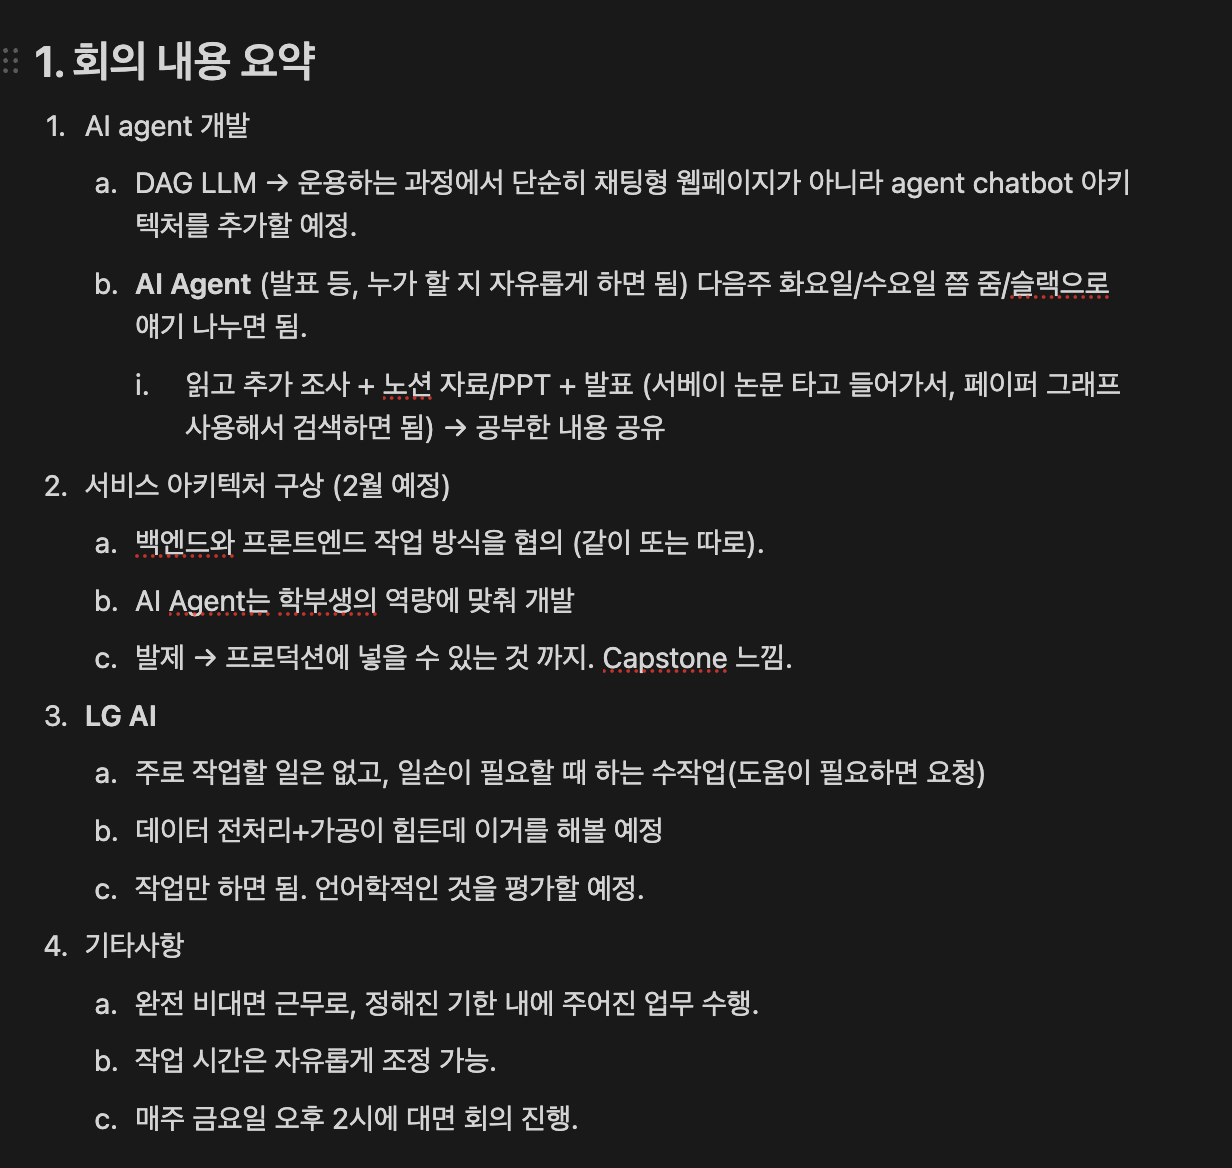 1. 회의 내용 요약
1. AI agent 개발
a. DAG LLM → 운용하는 과정에서 단순히 채팅형 웹페이지가 아니라 agent chatbot 아키
텍처를 추가할 예정.
b. AI Agent (발표 등, 누가 할 지 자유롭게 하면 됨) 다음주 화요일/수요일 쯤 줌/슬랙으로
얘기 나누면 됨.
i. 읽고 추가 조사 + 노션 자료/PPT + 발표 (서베이 논문 타고 들어가서, 페이퍼 그래프
사용해서 검색하면 됨) → 공부한 내용 공유
2. 서비스 아키텍처 구상 (2월 예정)
a. 백엔드와 프론트엔드 작업 방식을 협의 (같이 또는 따로).
b. AI Agent는 학부생의 역량에 맞춰 개발
c. 발제 → 프로덕션에 넣을 수 있는 것 까지. Capstone 느낌.
3. LG AI
a. 주로 작업할 일은 없고, 일손이 필요할 때 하는 수작업(도움이 필요하면 요청)
b. 데이터 전처리+가공이 힘든데 이거를 해볼 예정
c. 작업만 하면 됨. 언어학적인 것을 평가할 예정.
4. 기타사항
a. 완전 비대면 근무로, 정해진 기한 내에 주어진 업무 수행.
b. 작업 시간은 자유롭게 조정 가능.
c. 매주 금요일 오후 2시에 대면 회의 진행.